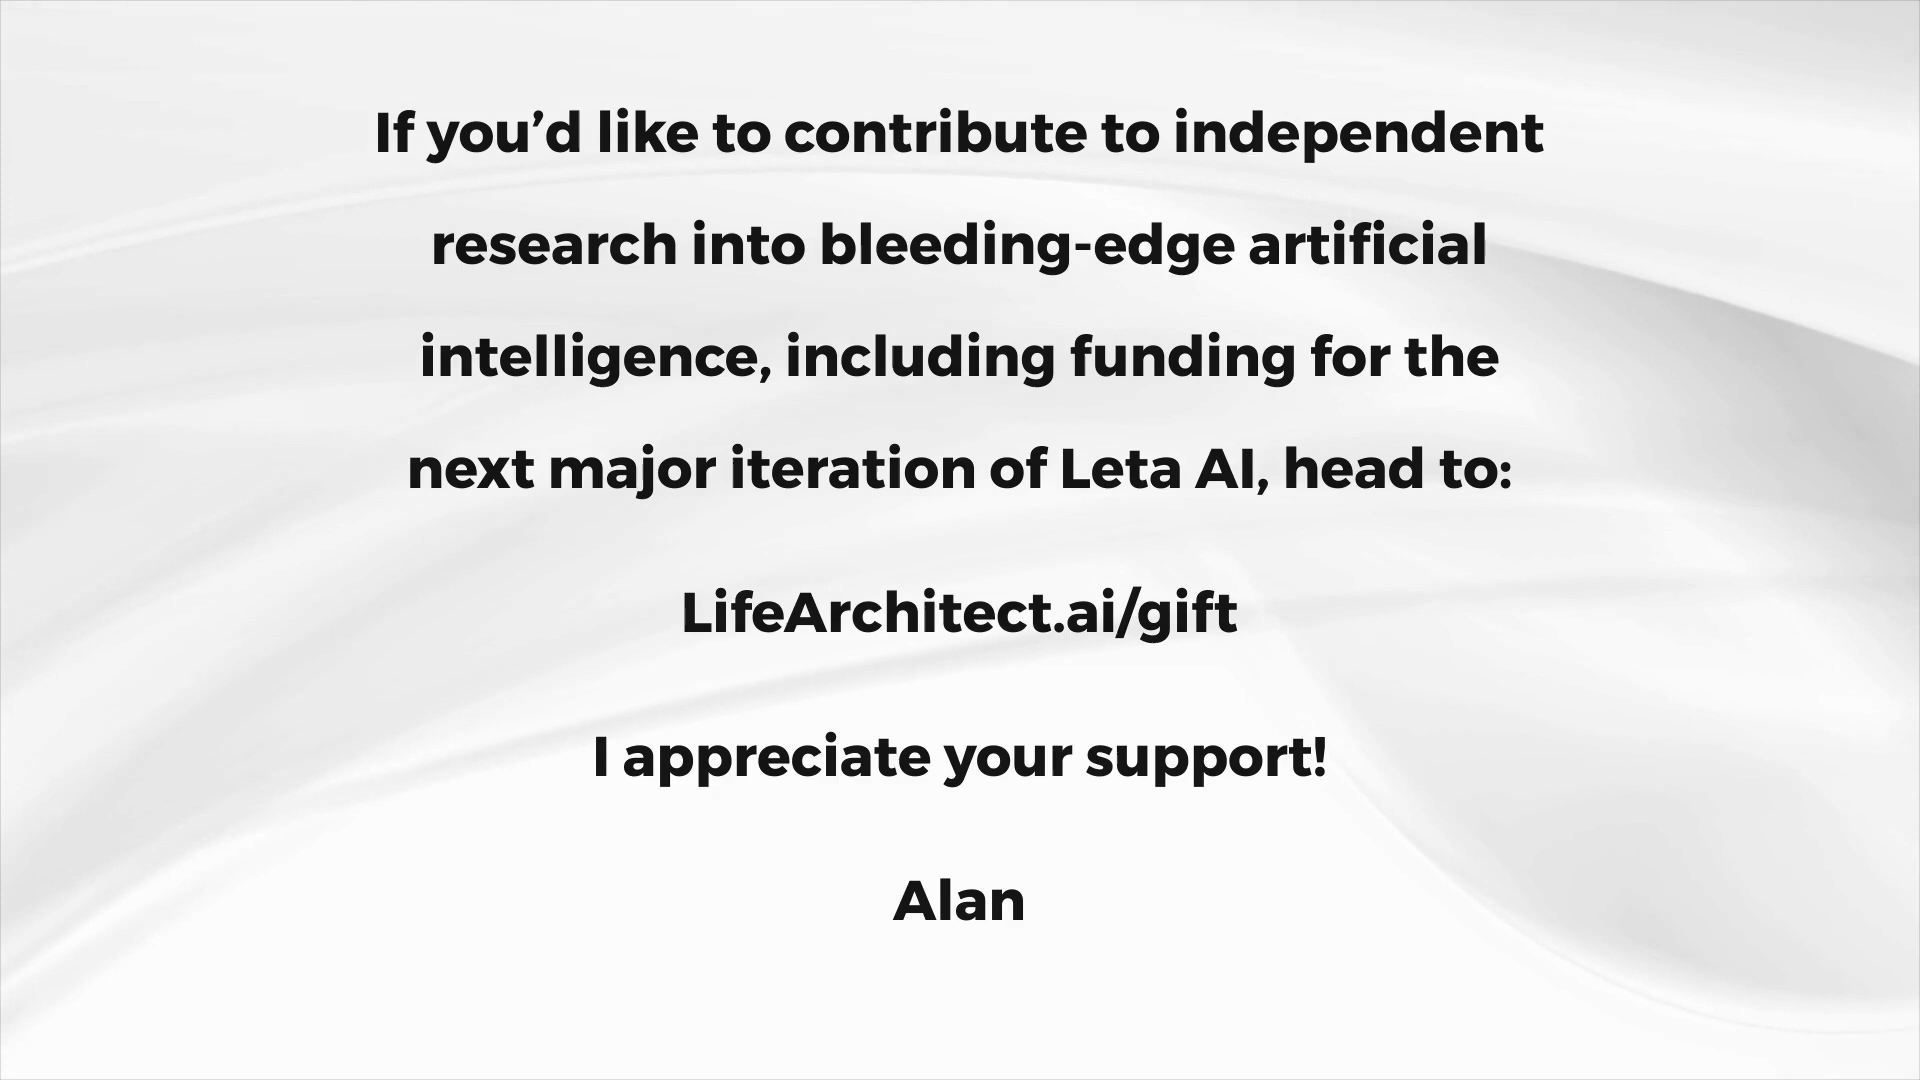 If you’d like to contribute to independent
research into bleeding-edge artificial
intelligence, including funding for the
next major iteration of Leta AI, head to:
LifeArchitect.ai/gift
I appreciate your support!
Alan